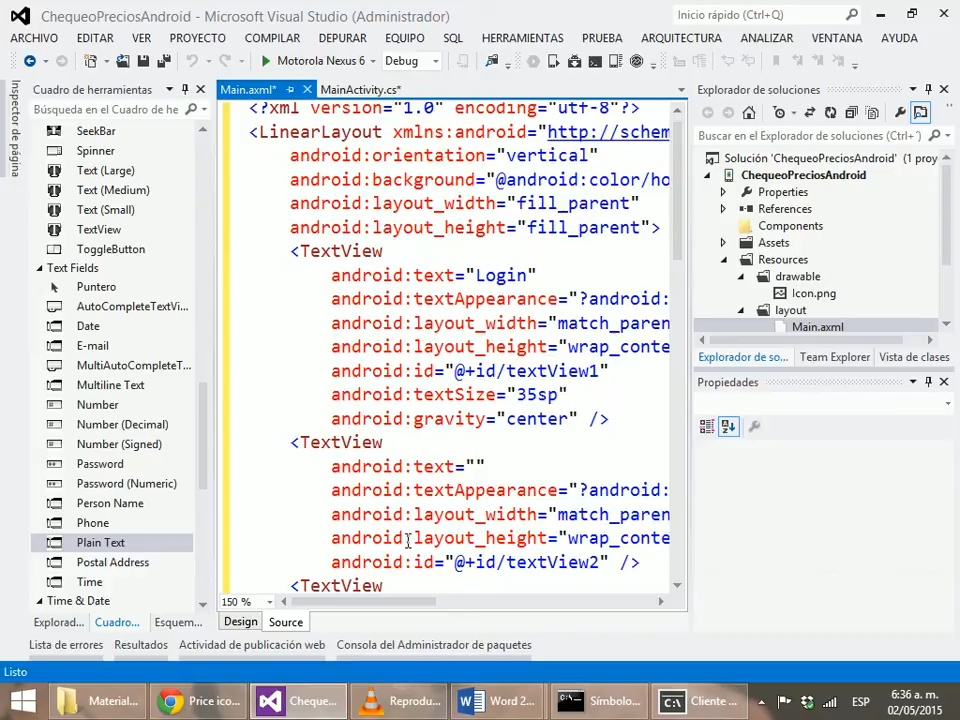 ChequeoPreciosAndroid - Microsoft Visual Studio (Administrador)
Inicio rápido (Ctrl+Q)
ARCHIVO EDITAR VER PROYECTO COMPILAR DEPURAR EQUIPO SQL HERRAMIENTAS PRUEBA ARQUITECTURA ANALIZAR VENTANA AYUDA
Motorola Nexus 6 Debug
Inspector de página
Cuadro de herramientas
Búsqueda en el Cuadro de he
SeekBar
Spinner
Text (Large)
Text (Medium)
Text (Small)
TextView
ToggleButton
Text Fields
Puntero
AutoCompleteTextVi...
Date
E-mail
MultiAutoCompleteT...
Multiline Text
Number
Number (Decimal)
Number (Signed)
Password
Password (Numeric)
Person Name
Phone
Plain Text
Postal Address
Time
Time & Date
Explorad... Cuadro... Esquem...
Main.axml* MainActivity.cs*
<?xml version="1.0" encoding="utf-8"?>
<LinearLayout xmlns:android="http://schem
android:orientation="vertical"
android:background="@android:color/ho
android:layout_width="fill_parent"
android:layout_height="fill_parent">
<TextView
android:text="Login"
android:textAppearance="?android:
android:layout_width="match_paren
android:layout_height="wrap_conte
android:id="@+id/textView1"
android:textSize="35sp"
android:gravity="center" />
<TextView
android:text=""
android:textAppearance="?android:
android:layout_width="match_paren
android:layout_height="wrap_conte
android:id="@+id/textView2" />
<TextView
150 %
Design Source
Explorador de soluciones
Buscar en el Explorador de soluciones (Ctrl+)
Solución 'ChequeoPreciosAndroid' (1 proy
ChequeoPreciosAndroid
Properties
References
Components
Assets
Resources
drawable
Icon.png
layout
Main.axml
Explorador de so... Team Explorer Vista de clases
Propiedades
Lista de errores Resultados Actividad de publicación web Consola del Administrador de paquetes
Listo
Material... Price ico... Cheque... Reprodu... Word 2... Símbolo... Cliente ...
ESP
6:36 a. m.
02/05/2015